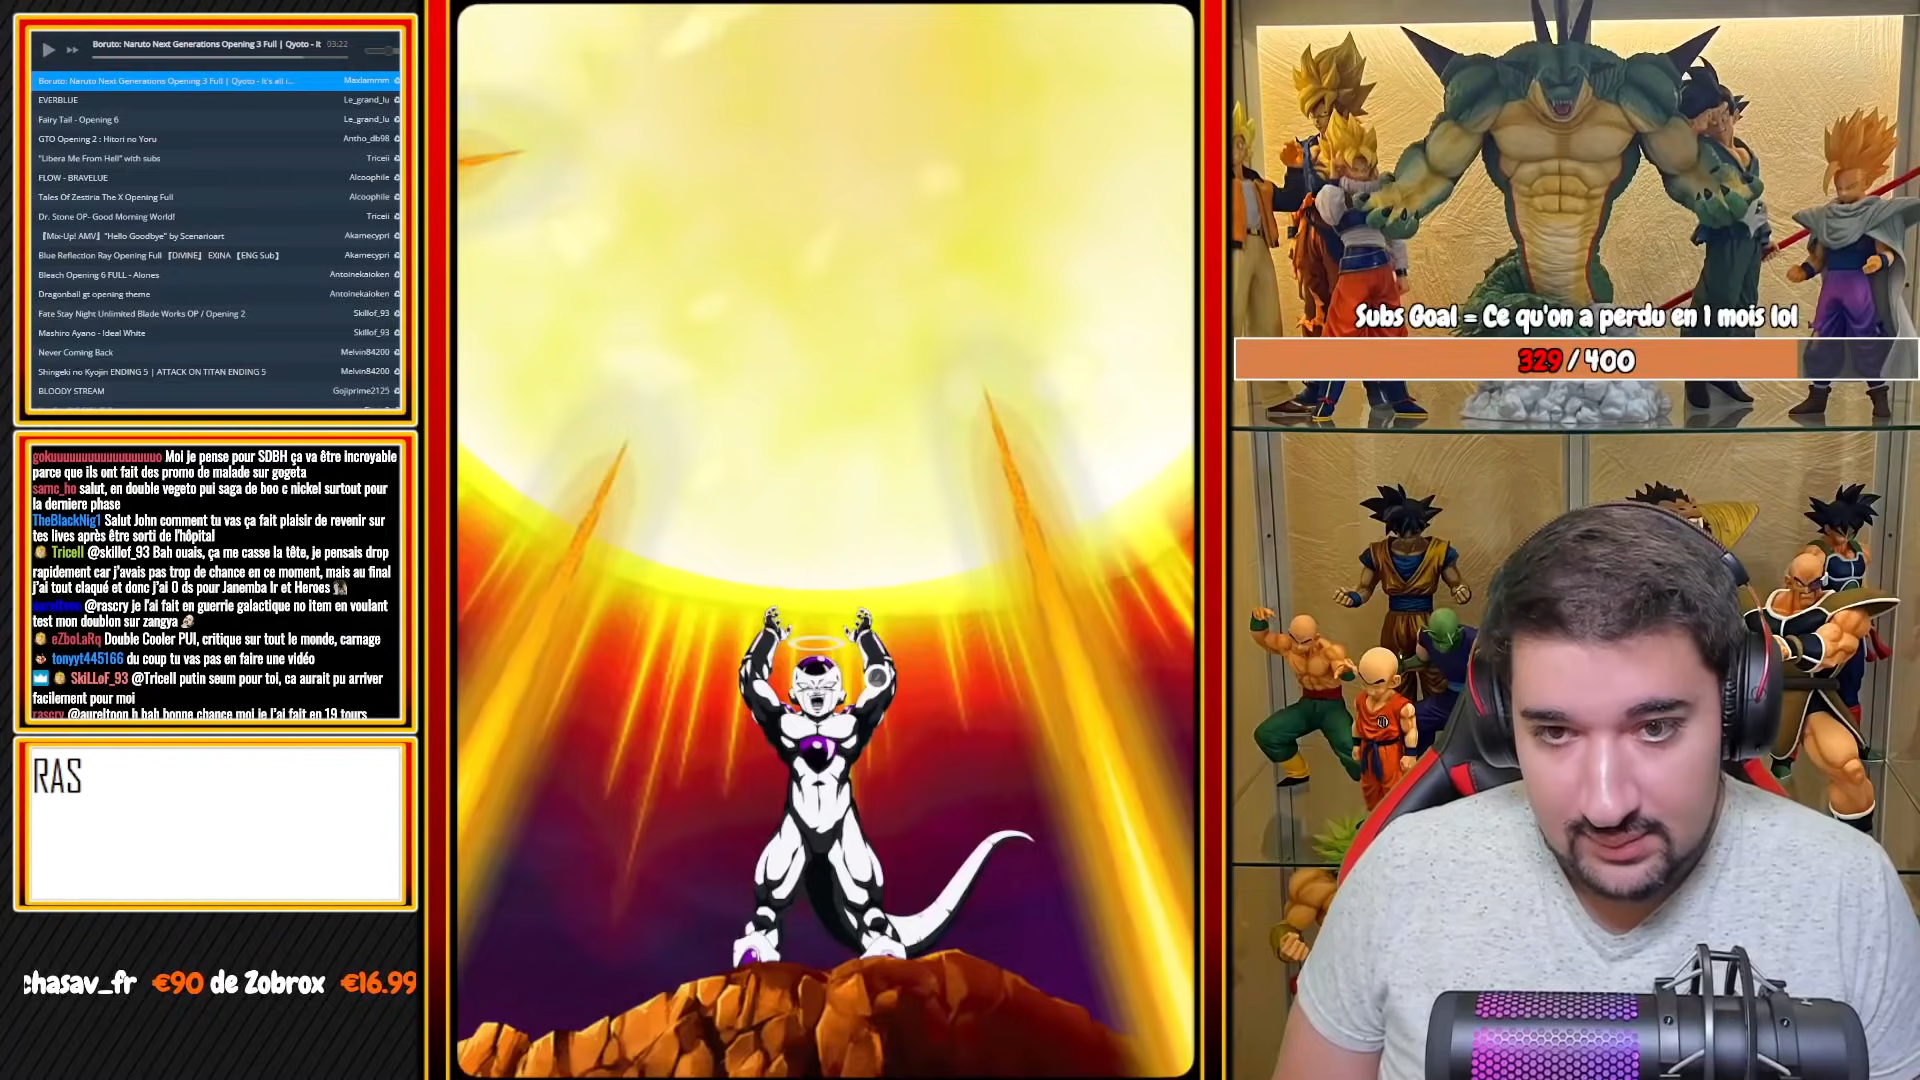 Boruto: Naruto Next Generations Opening 3 Full | Qyoto - It 03:22
Boruto: Naruto Next Generations Opening 3 Full | Qyoto - It's all i... Maxlammm
EVERBLUE Le_grand_lu
Fairy Tail - Opening 6 Le_grand_lu
GTO Opening 2 : Hitori no Yoru Antho_db98
"Libera Me From Hell" with subs Triceii
FLOW - BRAVELUE Alcoophile
Tales Of Zestiria The X Opening Full Alcoophile
Dr. Stone OP- Good Morning World! Triceii
『Mix-Up! AMV』 "Hello Goodbye" by Scenarioart Akamecypri
Blue Reflection Ray Opening Full 『DIVINE』 EXINA 【ENG Sub】 Akamecypri
Bleach Opening 6 FULL - Alones Antoinekaioken
Dragonball gt opening theme Antoinekaioken
Fate Stay Night Unlimited Blade Works OP / Opening 2 Skillof_93
Mashiro Ayano - Ideal White Skillof_93
Never Coming Back Melvin84200
Shingeki no Kyojin ENDING 5 | ATTACK ON TITAN ENDING 5 Melvin84200
BLOODY STREAM Gojiprime2125
gokuuuuuuuuuuuuuuuuuo Moi je pense pour SDBH ça va être incroyable
parce que ils ont fait des promo de malade sur gogeta
samc_ho salut, en double vegeto pui saga de boo c nickel surtout pour
la derniere phase
TheBlackNig1 Salut John comment tu vas ça fait plaisir de revenir sur
tes lives après être sorti de l'hôpital
Tricell @skillof_93 Bah ouais, ça me casse la tête, je pensais drop
rapidement car j'avais pas trop de chance en ce moment, mais au final
j'ai tout claqué et donc j'ai 0 ds pour Janemba lr et Heroes
@rascry je l'ai fait en guerrie galactique no item en voulant
test mon doublon sur zangya
eZboLaRq Double Cooler PUI, critique sur tout le monde, carnage
tonyyt445166 du coup tu vas pas en faire une vidéo
SkiLLoF_93 @Tricell putin seum pour toi, ca aurait pu arriver
facilement pour moi
rascry @aureltoon h bah bonne chance moi je l'ai fait en 19 tours
RAS
chasav_fr €90 de Zobrox €16.99
Subs Goal = Ce qu'on a perdu en 1 mois lol
329 / 400